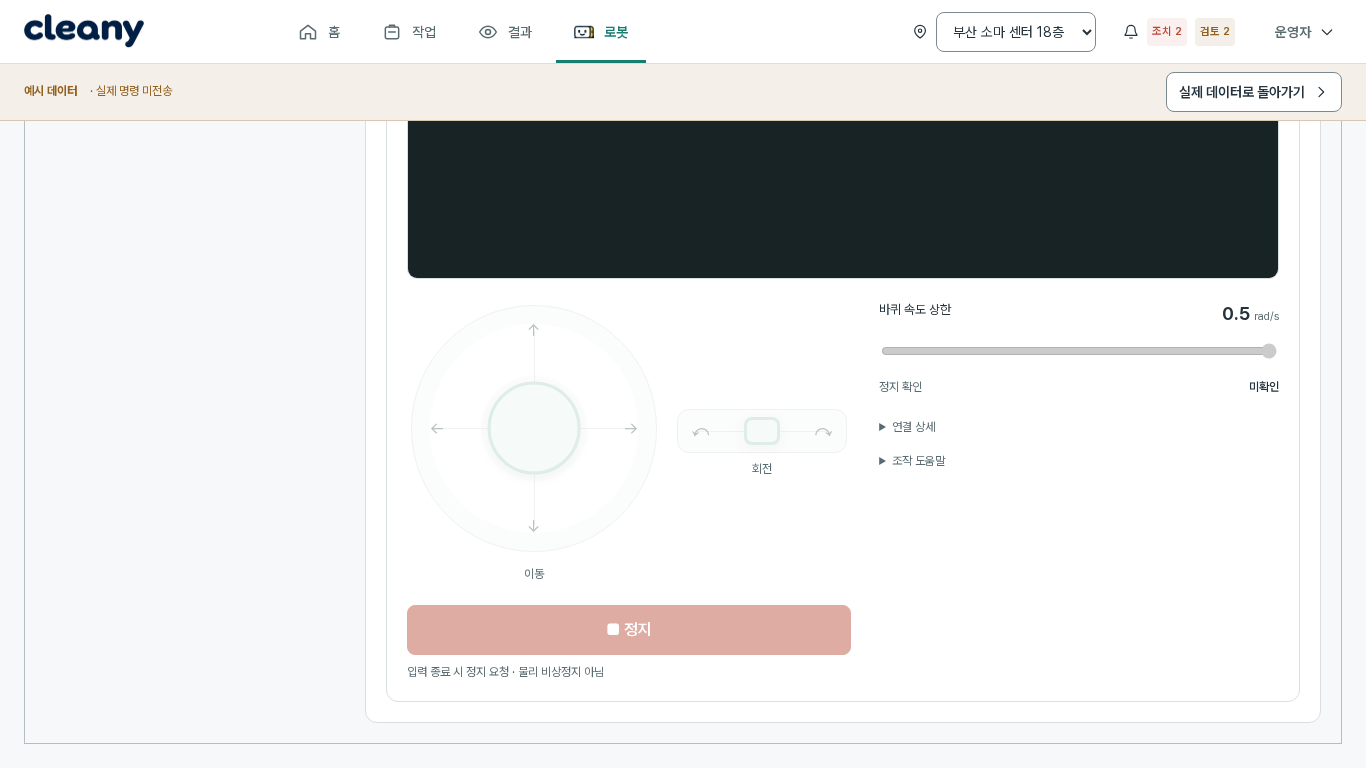 cleany
홈
작업
결과
로봇
부산 소마 센터 18층
조치 2
검토 2
운영자
예시 데이터 · 실제 명령 미전송
실제 데이터로 돌아가기
바퀴 속도 상한
0.5 rad/s
정지 확인
미확인
연결 상세
조작 도움말
회전
이동
정지
입력 종료 시 정지 요청 · 물리 비상정지 아님